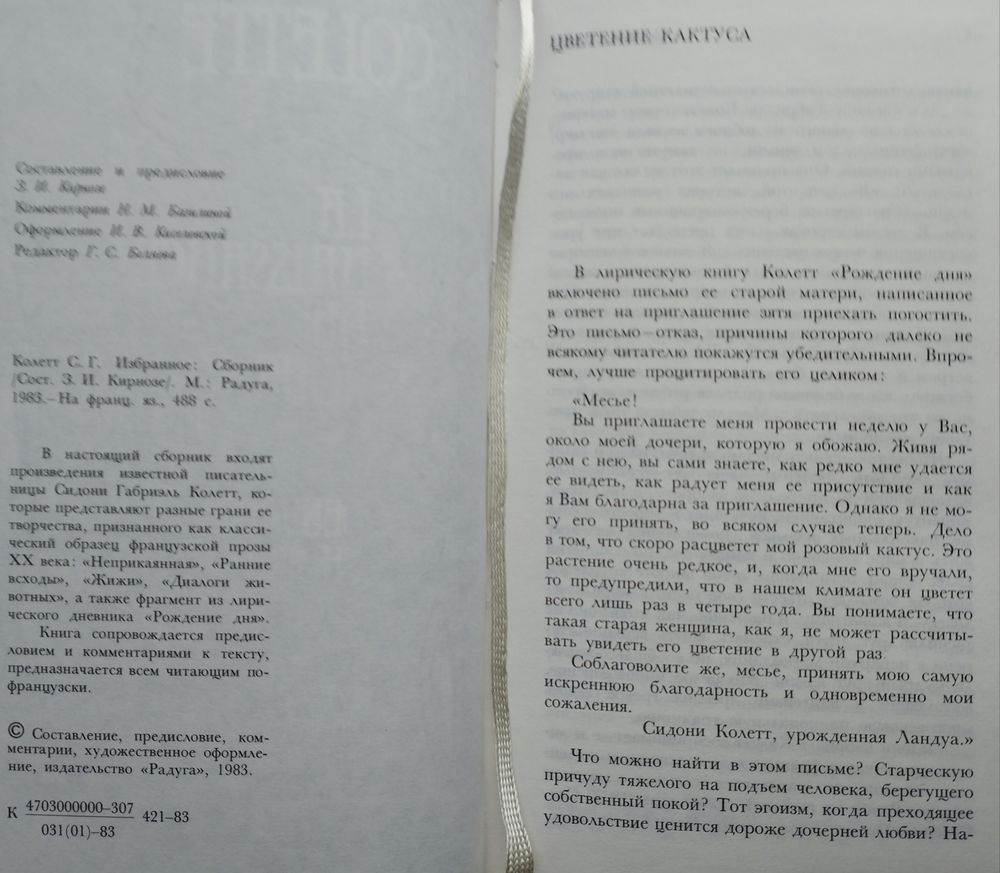 Составление и предисловие
З. И. Кирнозе
Комментарии Н. М. Базилиной
Оформление И. В. Киселевской
Редактор Г. С. Беляева
Колетт С. Г. Избранное: Сборник
/Сост. З. И. Кирнозе/. М.: Радуга,
1983.– На франц. яз., 488 с.
В настоящий сборник входят
произведения известной писатель-
ницы Сидони Габриэль Колетт, ко-
торые представляют разные грани ее
творчества, признанного как класси-
ческий образец французской прозы
XX века: «Неприкаянная», «Ранние
всходы», «Жижи», «Диалоги жи-
вотных», а также фрагмент из лири-
ческого дневника «Рождение дня».
Книга сопровождается предис-
ловием и комментариями к тексту,
предназначается всем читающим по-
французски.
© Составление, предисловие, ком-
ментарии, художественное оформле-
ние, издательство «Радуга», 1983.
К 4703000000–307 421–83
031(01)–83
ЦВЕТЕНИЕ КАКТУСА
В лирическую книгу Колетт «Рождение дня»
включено письмо ее старой матери, написанное
в ответ на приглашение зятя приехать погостить.
Это письмо–отказ, причины которого далеко не
всякому читателю покажутся убедительными. Впро-
чем, лучше процитировать его целиком:
«Месье!
Вы приглашаете меня провести неделю у Вас,
около моей дочери, которую я обожаю. Живя ря-
дом с нею, вы сами знаете, как редко мне удается
ее видеть, как радует меня ее присутствие и как
я Вам благодарна за приглашение. Однако я не мо-
гу его принять, во всяком случае теперь. Дело
в том, что скоро расцветет мой розовый кактус. Это
растение очень редкое, и, когда мне его вручали,
то предупредили, что в нашем климате он цветет
всего лишь раз в четыре года. Вы понимаете, что
такая старая женщина, как я, не может рассчиты-
вать увидеть его цветение в другой раз.
Соблаговолите же, месье, принять мою самую
искреннюю благодарность и одновременно мои
сожаления.
Сидони Колетт, урожденная Ландуа.»
Что можно найти в этом письме? Старческую
причуду тяжелого на подъем человека, берегущего
собственный покой? Тот эгоизм, когда преходящее
удовольствие ценится дороже дочерней любви? На-